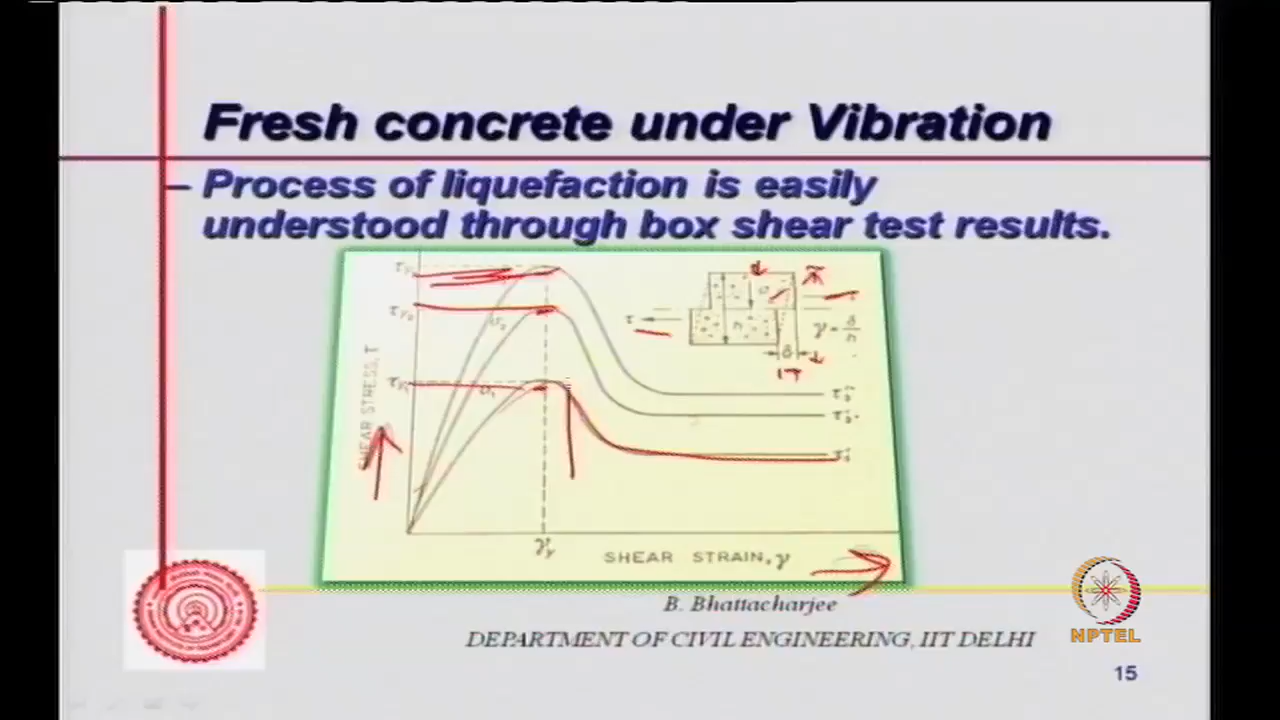 Fresh concrete under Vibration
– Process of liquefaction is easily
understood through box shear test results.
SHEAR STRESS, T
SHEAR STRAIN, γ
γy
τ
h
γ = δ/h
δ
B. Bhattacharjee
DEPARTMENT OF CIVIL ENGINEERING, IIT DELHI
NPTEL
15